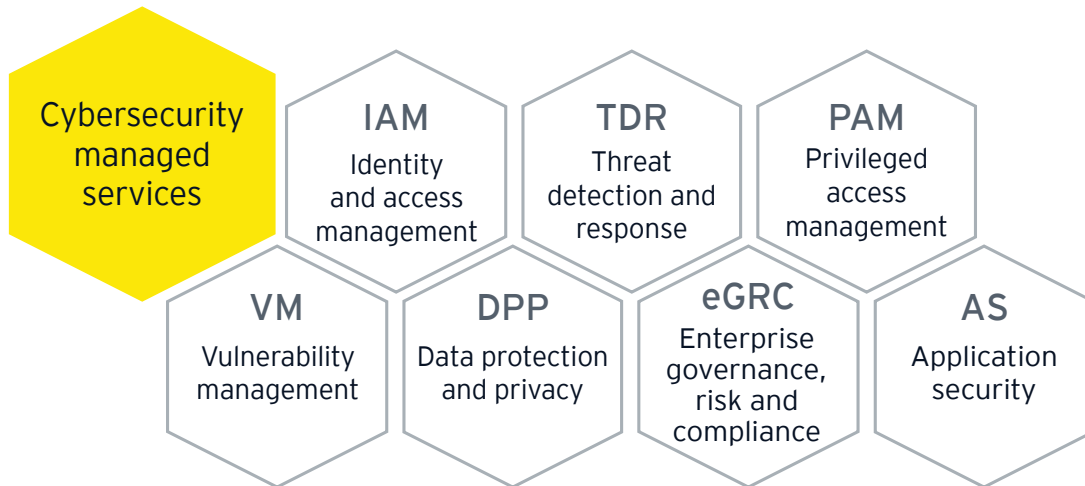 Cybersecurity
managed
services
IAM
Identity
and access
management
TDR
Threat
detection and
response
PAM
Privileged
access
management
VM
Vulnerability
management
DPP
Data protection
and privacy
eGRC
Enterprise
governance,
risk and
compliance
AS
Application
security